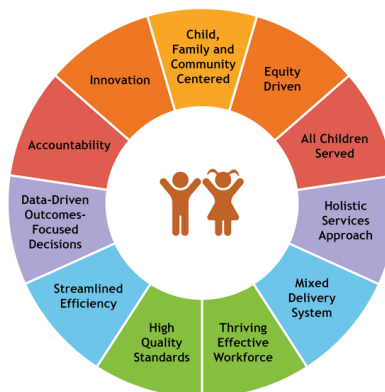 Child,
Family and
Community
Centered
Equity
Driven
All Children
Served
Holistic
Services
Approach
Mixed
Delivery
System
Thriving
Effective
Workforce
High
Quality
Standards
Streamlined
Efficiency
Data-Driven
Outcomes-
Focused
Decisions
Accountability
Innovation